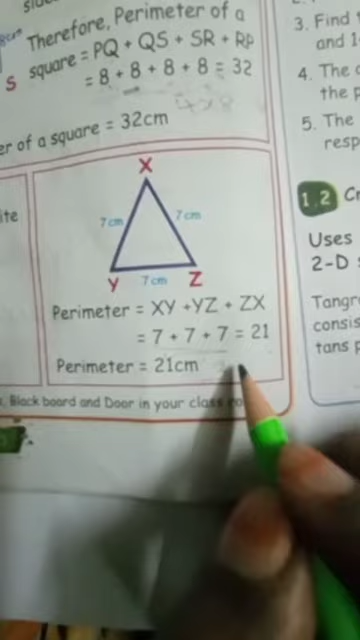 Therefore, Perimeter of a
square = PQ + QS + SR + RP
= 8 + 8 + 8 + 8 = 32
S
er of a square = 32cm
ite
X
7cm
7cm
7cm
Y
Z
Perimeter = XY +YZ + ZX
= 7 + 7 + 7 = 21
Perimeter = 21cm
, Black board and Door in your class
3. Find
and 1
4. The
the p
5. The
resp
1.2 Cr
Uses
2-D
Tangr
consis
tans p